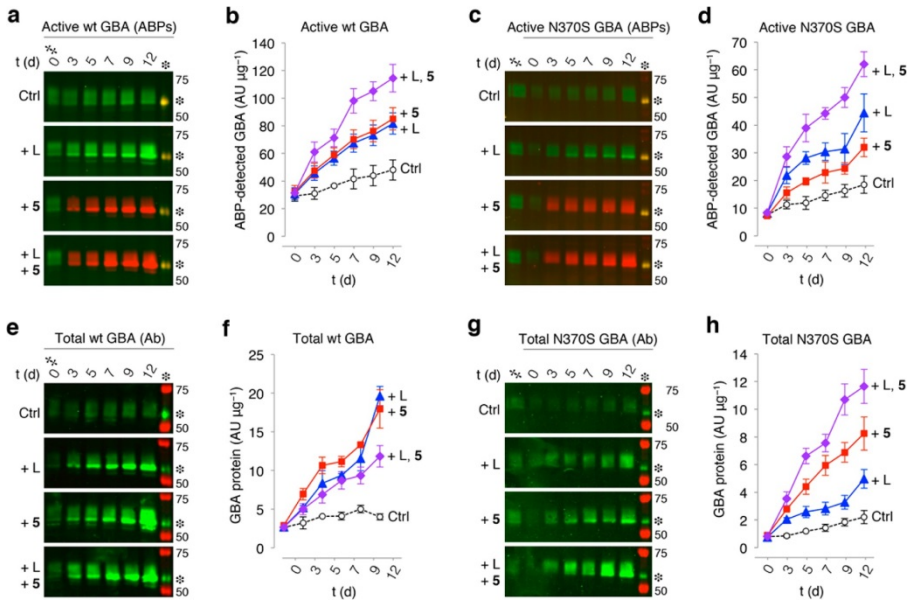 a
Active wt GBA (ABPs)
t (d) 0 3 5 7 9 12
75
Ctrl
50
75
+ L
50
75
+ 5
50
75
+ L
+ 5
50
b
Active wt GBA
ABP-detected GBA (AU µg⁻¹)
140
120
100
80
60
40
20
0
+ L, 5
+ 5
+ L
Ctrl
0 3 5 7 9 12
t (d)
c
Active N370S GBA (ABPs)
t (d) 0 3 5 7 9 12
75
Ctrl
50
75
+ L
50
75
+ 5
50
75
+ L
+ 5
50
d
Active N370S GBA
ABP-detected GBA (AU µg⁻¹)
70
60
50
40
30
20
10
0
+ L, 5
+ L
+ 5
Ctrl
0 3 5 7 9 12
t (d)
e
Total wt GBA (Ab)
t (d) 0 3 5 7 9 12
75
Ctrl
50
75
+ L
50
75
+ 5
50
75
+ L
+ 5
50
f
Total wt GBA
GBA protein (AU µg⁻¹)
25
20
15
10
5
0
+ L
+ 5
+ L, 5
Ctrl
0 3 5 7 9 12
t (d)
g
Total N370S GBA (Ab)
t (d) 0 3 5 7 9 12
75
Ctrl
50
75
+ L
50
75
+ 5
50
75
+ L
+ 5
50
h
Total N370S GBA
GBA protein (AU µg⁻¹)
14
12
10
8
6
4
2
0
+ L, 5
+ 5
+ L
Ctrl
0 3 5 7 9 12
t (d)